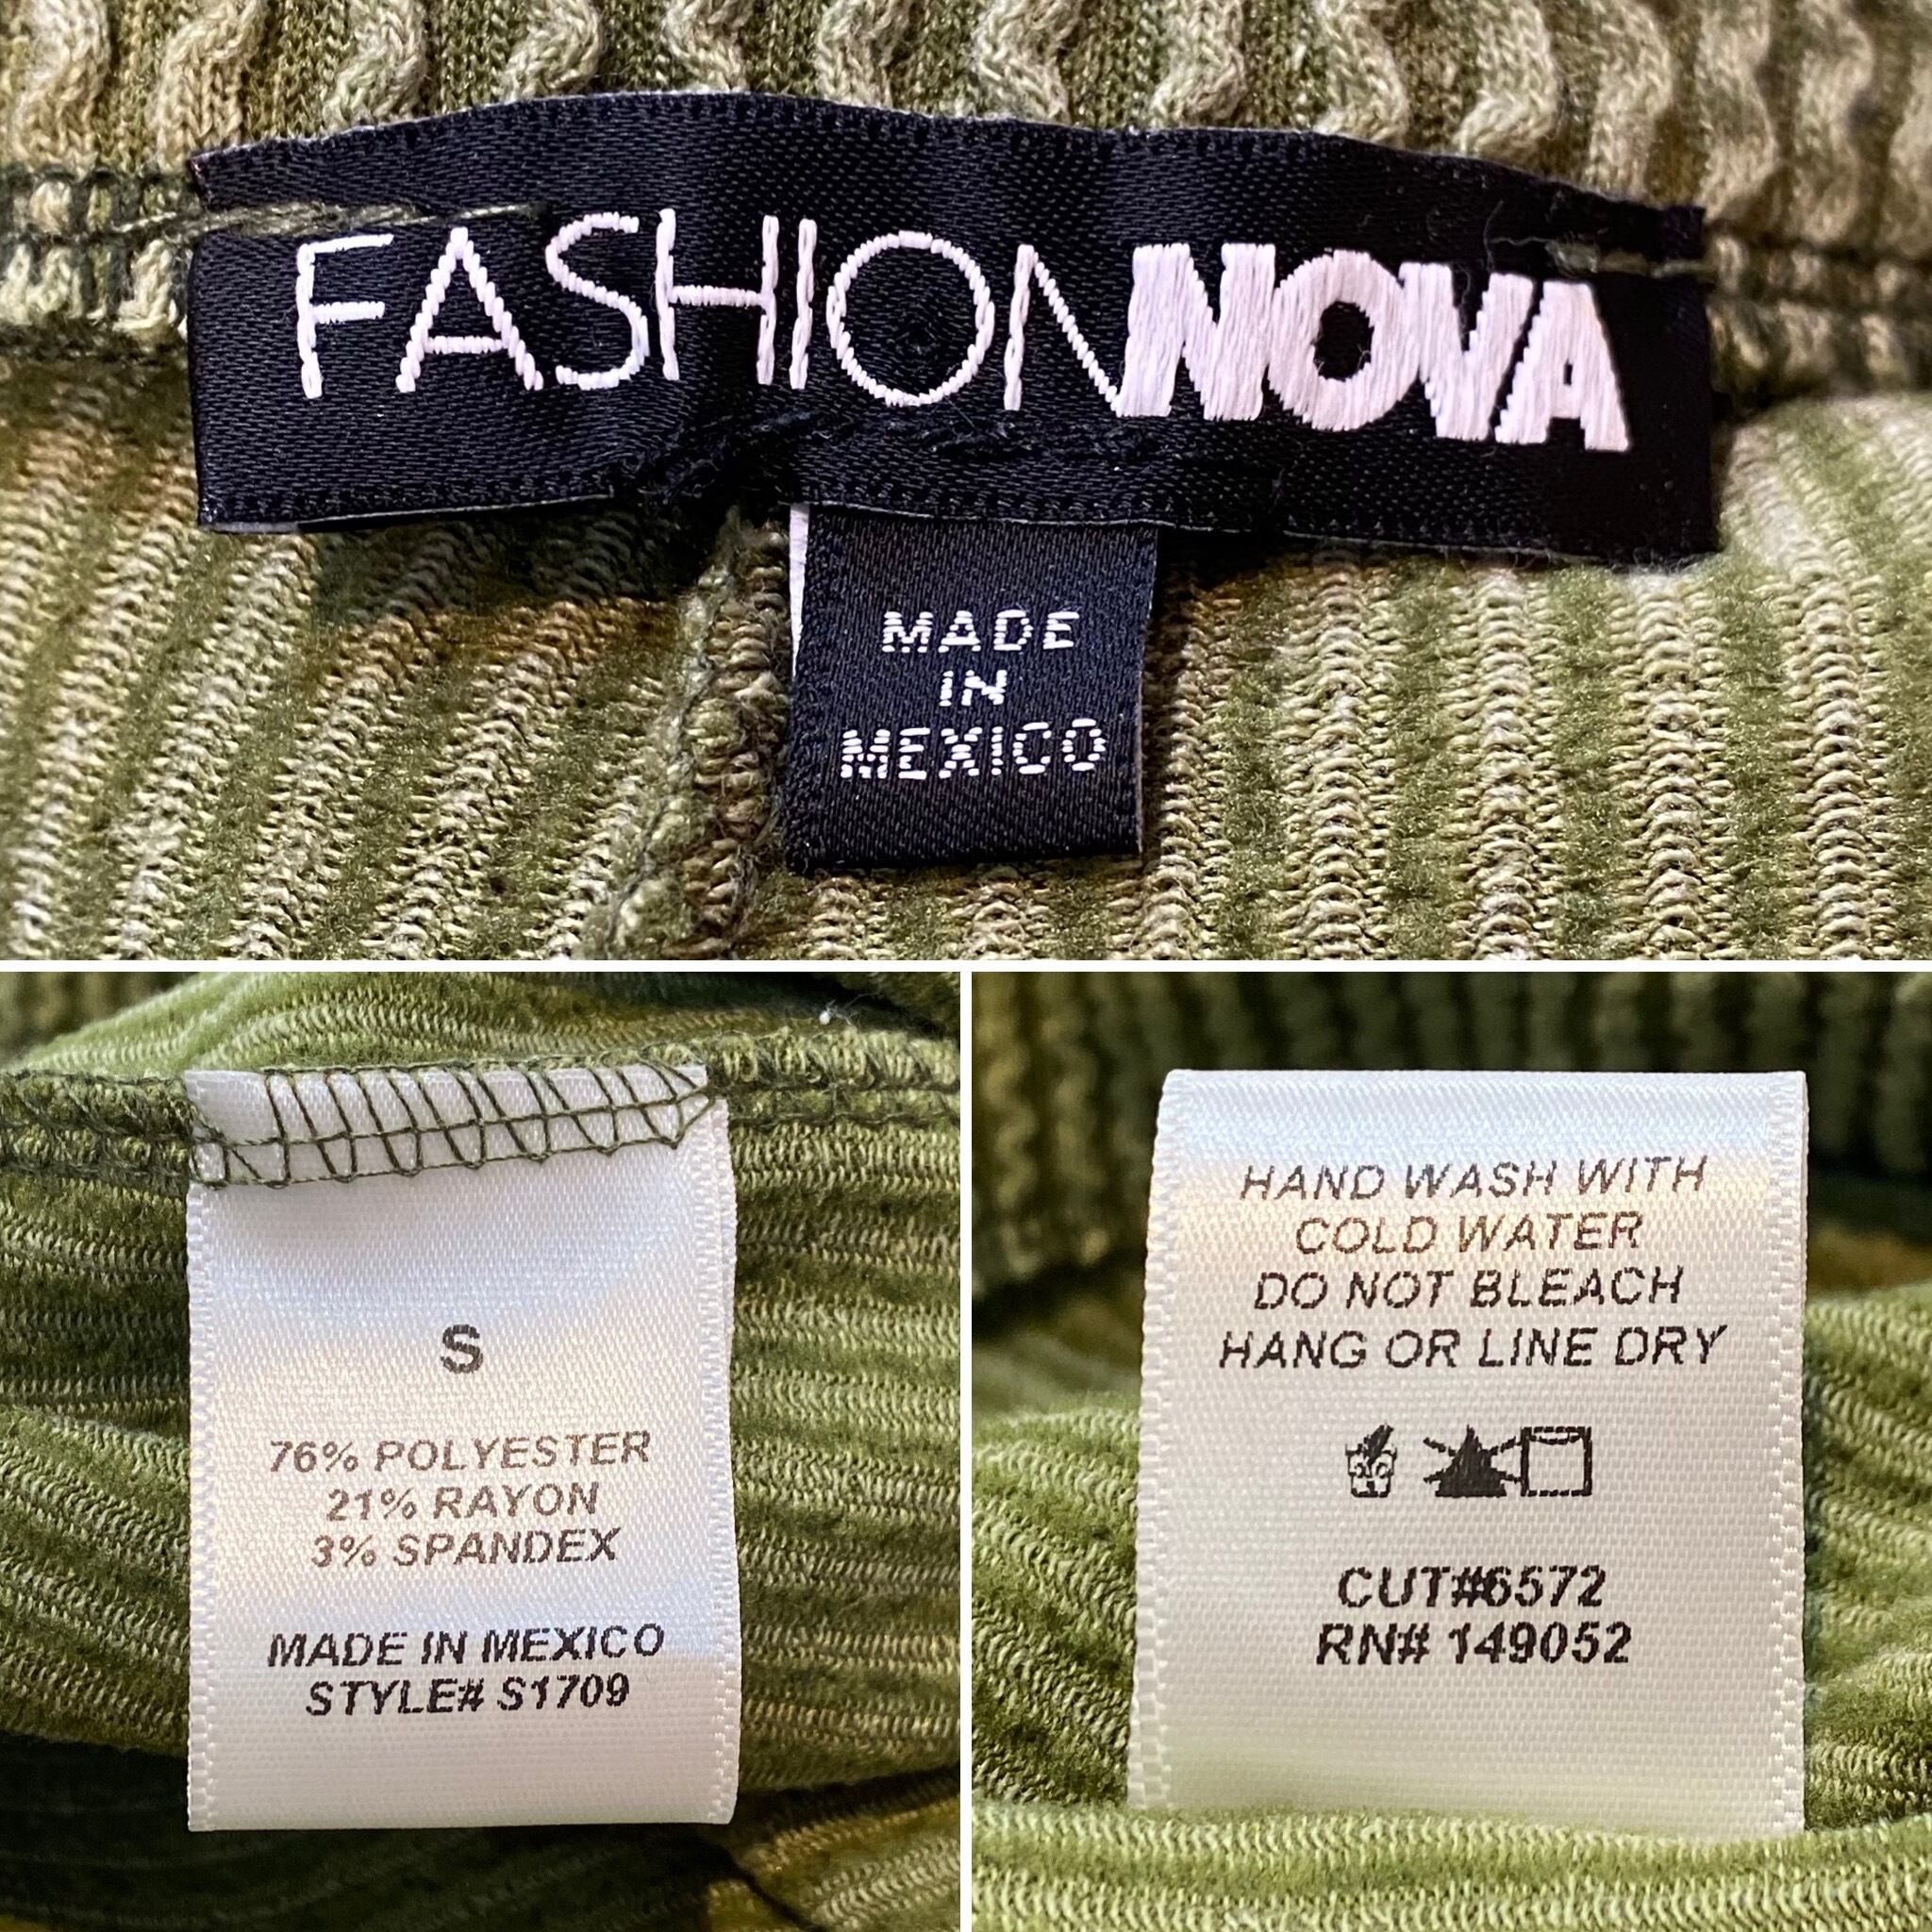 FASHIONNOVA
MADE
IN
MEXICO
S
76% POLYESTER
21% RAYON
3% SPANDEX
MADE IN MEXICO
STYLE# S1709
HAND WASH WITH
COLD WATER
DO NOT BLEACH
HANG OR LINE DRY
CUT#6572
RN# 149052